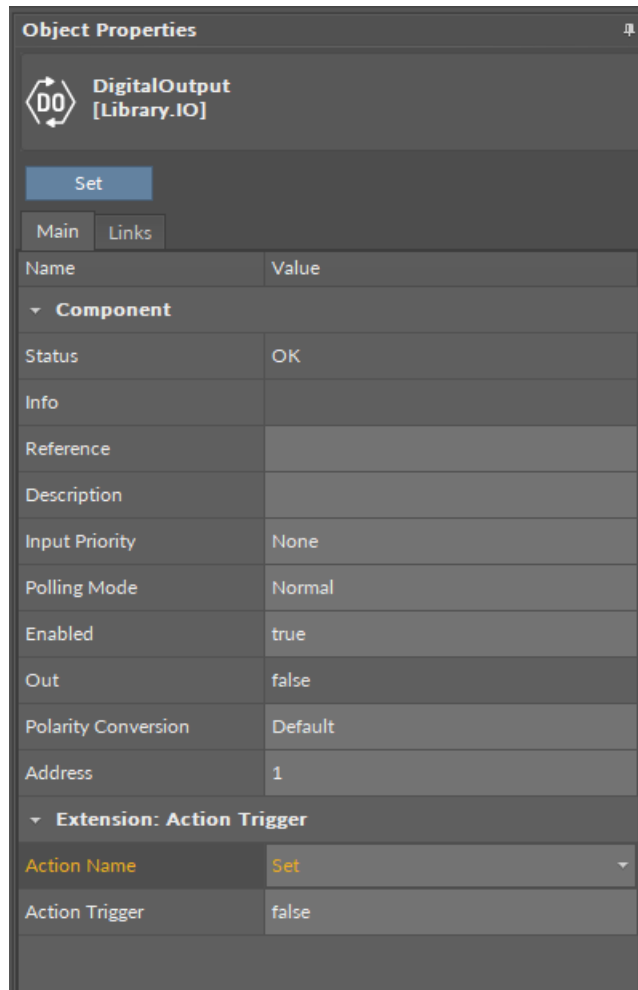 Object Properties
DO
DigitalOutput
[Library.IO]
Set
Main Links
Name Value
Component
Status OK
Info
Reference
Description
Input Priority None
Polling Mode Normal
Enabled true
Out false
Polarity Conversion Default
Address 1
Extension: Action Trigger
Action Name Set
Action Trigger false